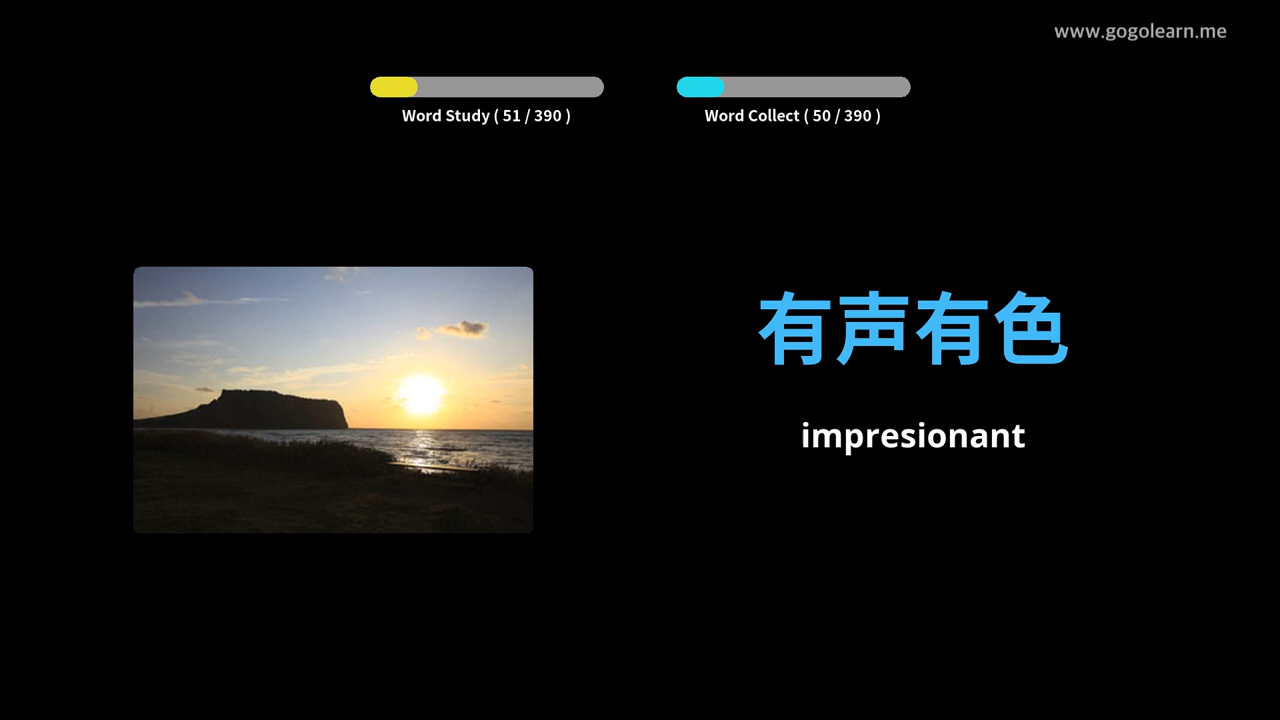 www.gogolearn.me
Word Study ( 51 / 390 )
Word Collect ( 50 / 390 )
有声有色
impresionant